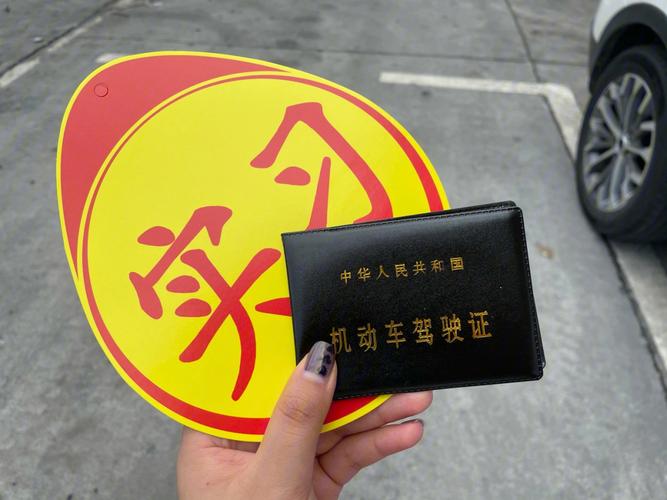 实习
中华人民共和国
机动车驾驶证